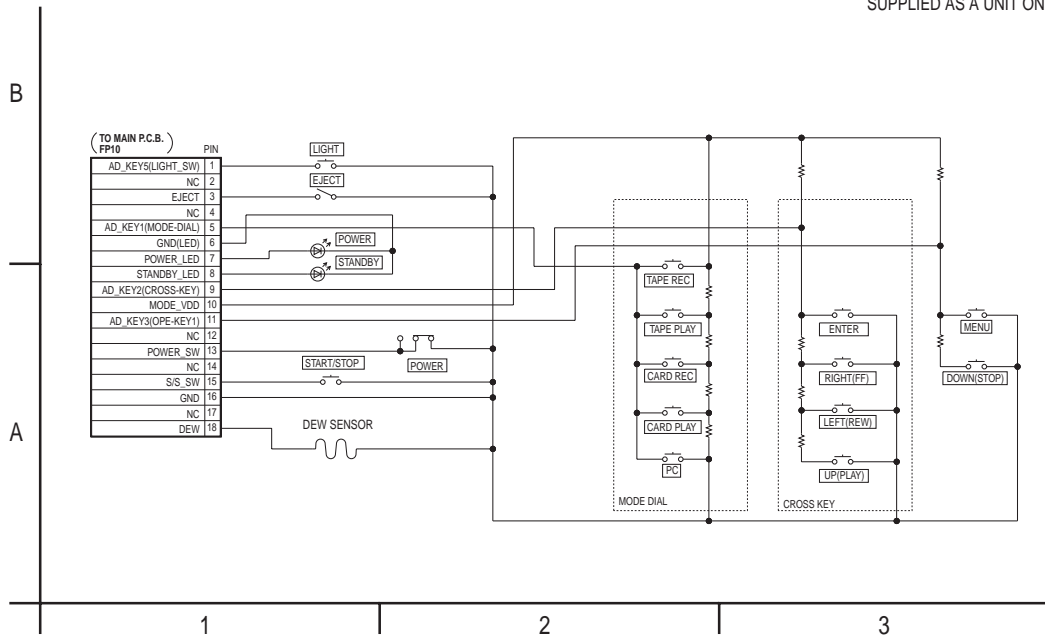 SUPPLIED AS A UNIT ON
B
(TO MAIN P.C.B.)
FP10
PIN
AD_KEY5(LIGHT_SW) 1
NC 2
EJECT 3
NC 4
AD_KEY1(MODE-DIAL) 5
GND(LED) 6
POWER_LED 7
STANDBY_LED 8
AD_KEY2(CROSS-KEY) 9
MODE_VDD 10
AD_KEY3(OPE-KEY1) 11
NC 12
POWER_SW 13
NC 14
S/S_SW 15
GND 16
NC 17
DEW 18
LIGHT
EJECT
POWER
STANDBY
START/STOP
POWER
DEW SENSOR
TAPE REC
TAPE PLAY
CARD REC
CARD PLAY
PC
MODE DIAL
ENTER
RIGHT(FF)
LEFT(REW)
UP(PLAY)
CROSS KEY
MENU
DOWN(STOP)
A
1
2
3